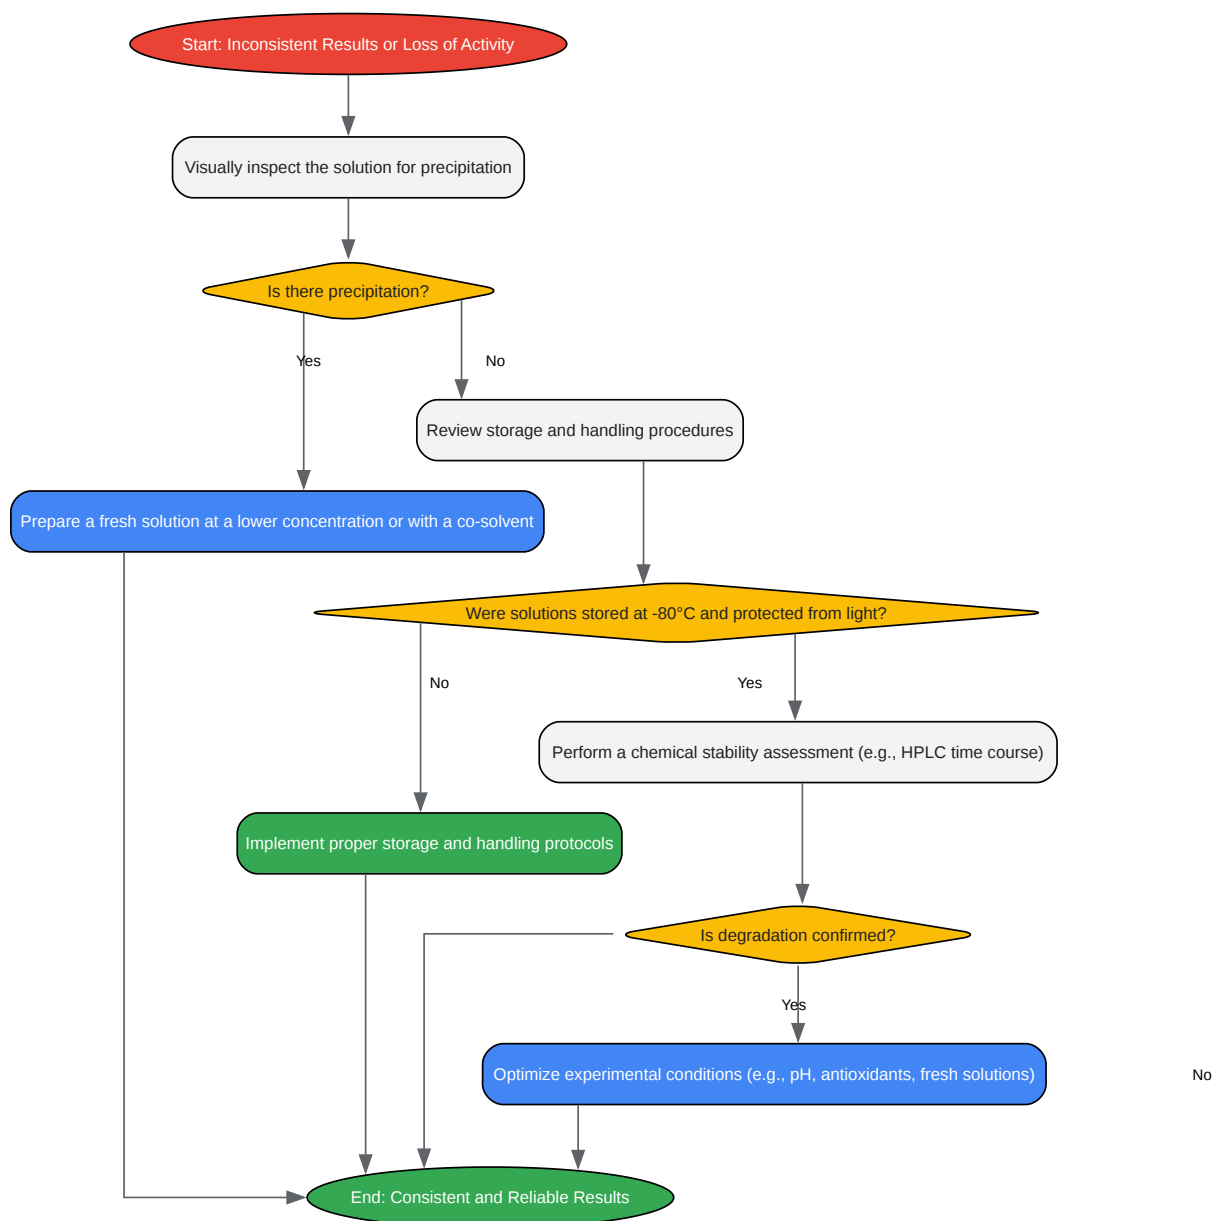 Start: Inconsistent Results or Loss of Activity
Visually inspect the solution for precipitation
Is there precipitation?
Yes
No
Review storage and handling procedures
Prepare a fresh solution at a lower concentration or with a co-solvent
Were solutions stored at -80°C and protected from light?
No
Yes
Perform a chemical stability assessment (e.g., HPLC time course)
Implement proper storage and handling protocols
Is degradation confirmed?
Yes
Optimize experimental conditions (e.g., pH, antioxidants, fresh solutions)
No
End: Consistent and Reliable Results